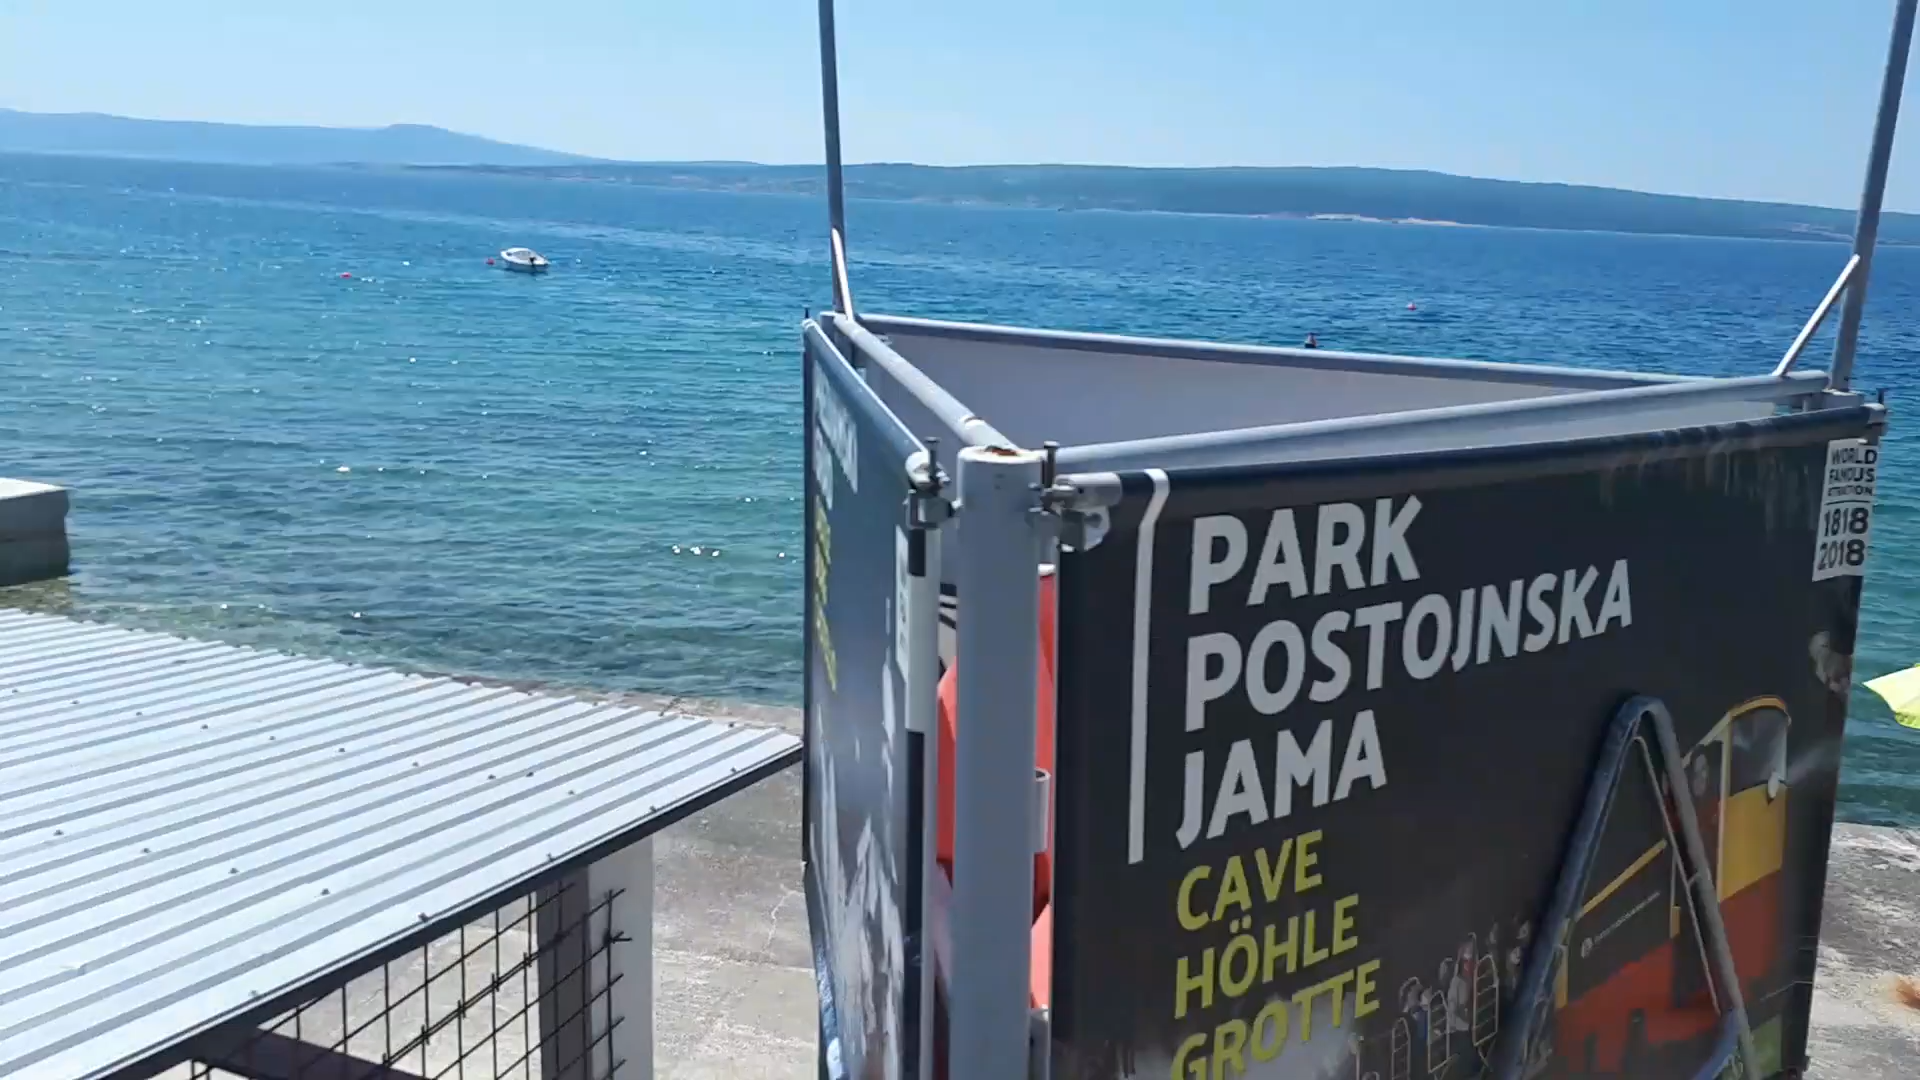 PARK
POSTOJNSKA
JAMA
CAVE
HÖHLE
GROTTE
WORLD
FAMOUS
ATTRACTION
1818
2018